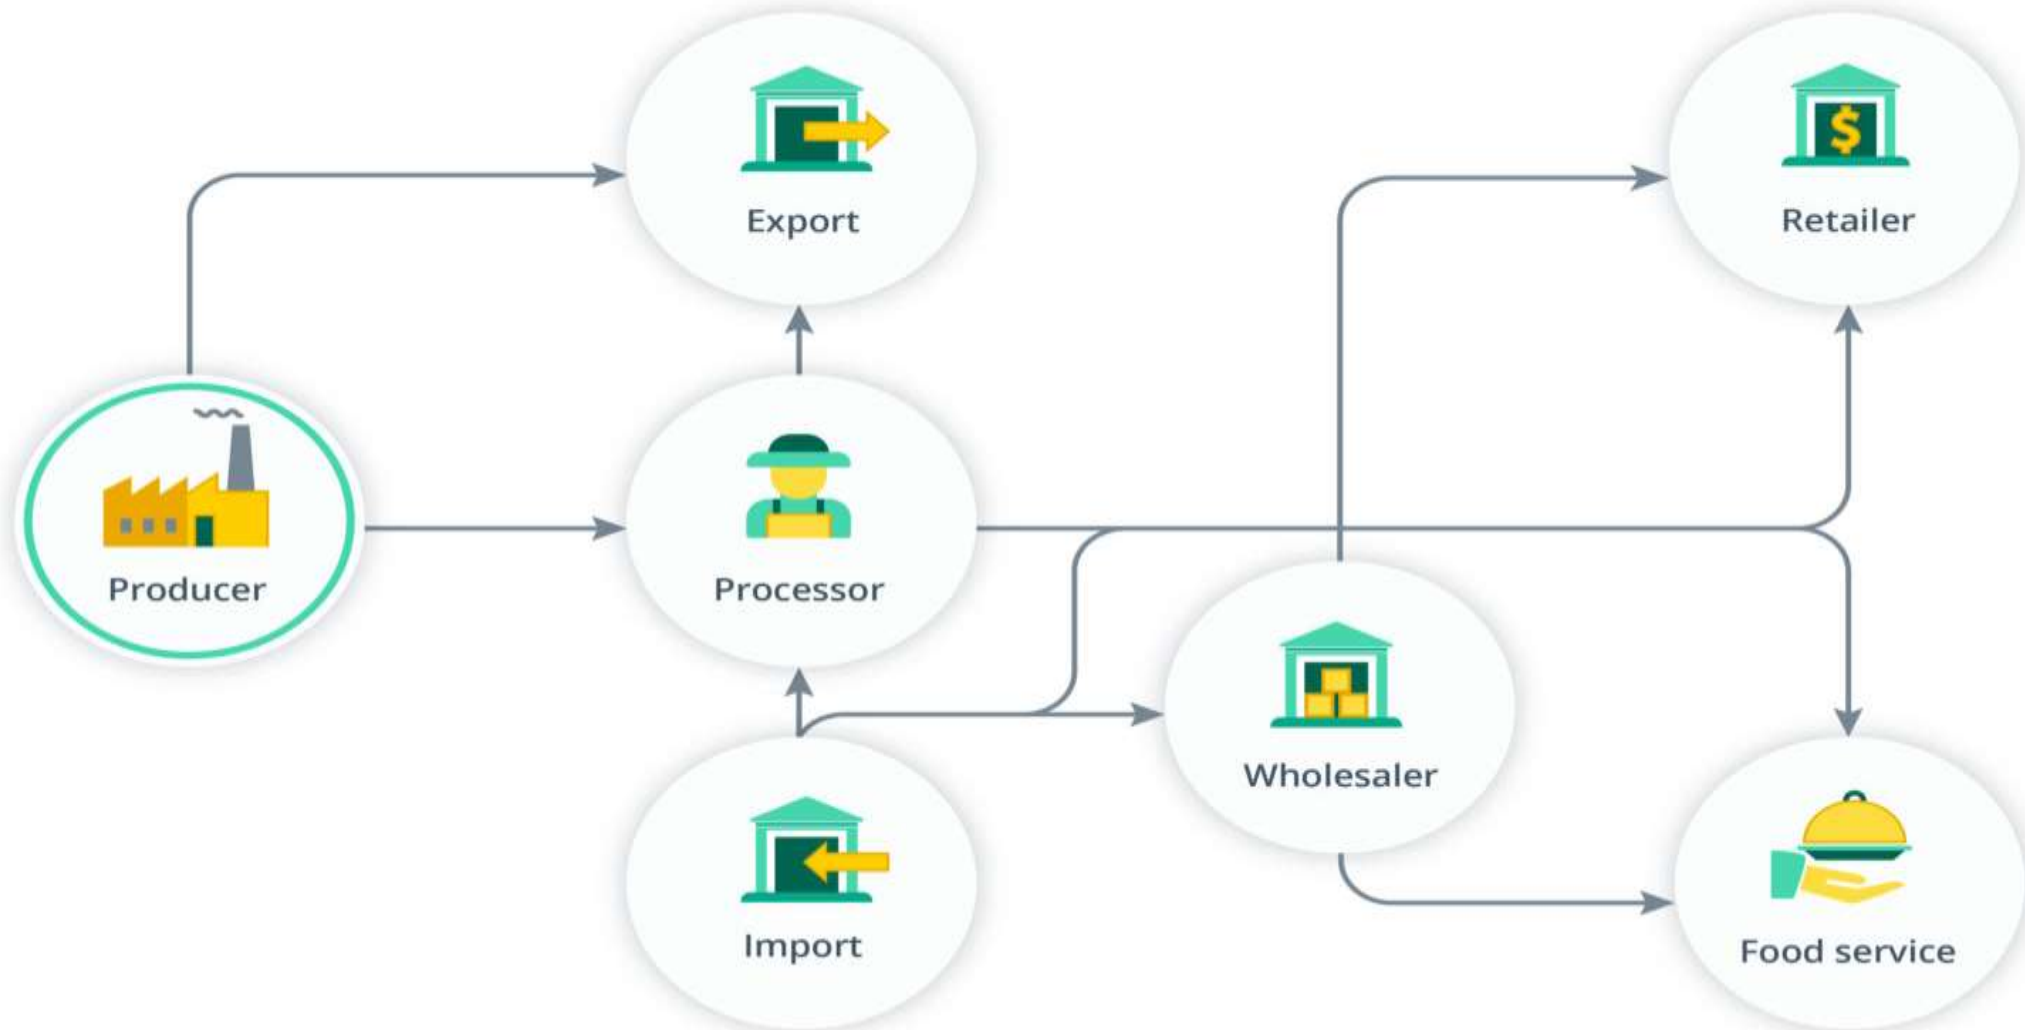 Export
Retailer
$
Producer
Processor
Wholesaler
Import
Food service